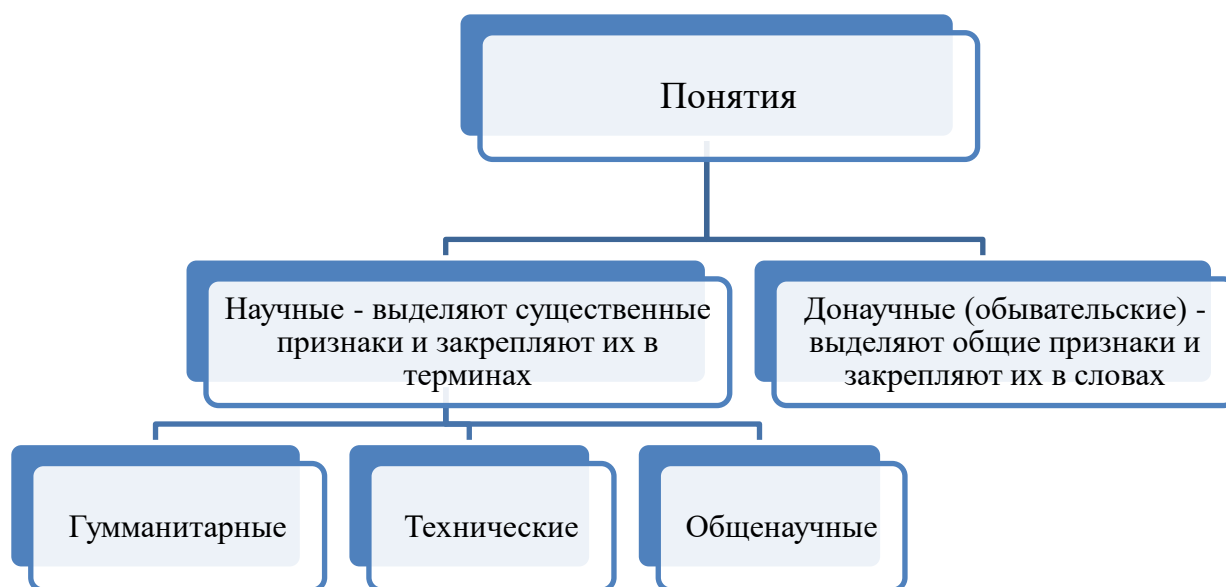 Понятия
Научные - выделяют существенные
признаки и закрепляют их в
терминах
Донаучные (обывательские) -
выделяют общие признаки и
закрепляют их в словах
Гумманитарные
Технические
Общенаучные